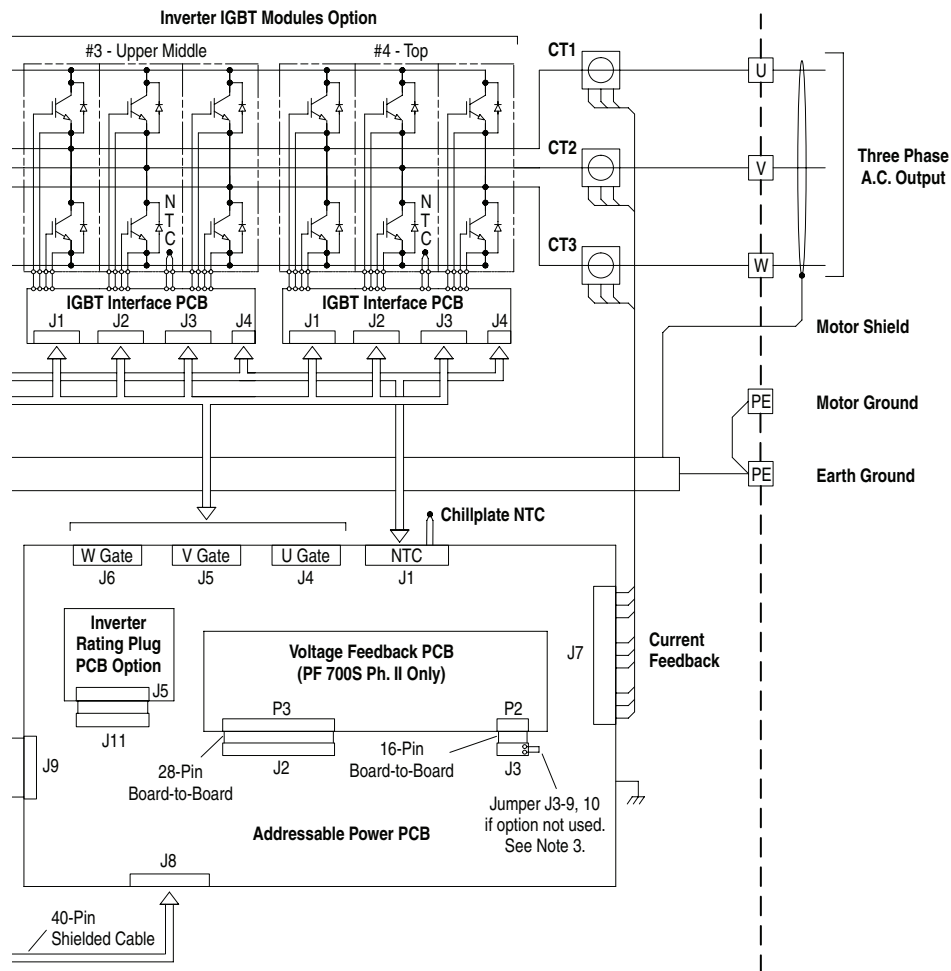 Inverter IGBT Modules Option
#3 - Upper Middle
#4 - Top
CT1
U
CT2
V
Three Phase
A.C. Output
N
T
C
N
T
C
CT3
W
IGBT Interface PCB
J1
J2
J3
J4
IGBT Interface PCB
J1
J2
J3
J4
Motor Shield
PE
Motor Ground
PE
Earth Ground
Chillplate NTC
W Gate
V Gate
U Gate
NTC
J6
J5
J4
J1
Inverter
Rating Plug
PCB Option
J5
J11
Voltage Feedback PCB
(PF 700S Ph. II Only)
J7
Current
Feedback
P3
P2
J9
28-Pin
Board-to-Board
J2
16-Pin
Board-to-Board
J3
Jumper J3-9, 10
if option not used.
See Note 3.
Addressable Power PCB
J8
40-Pin
Shielded Cable